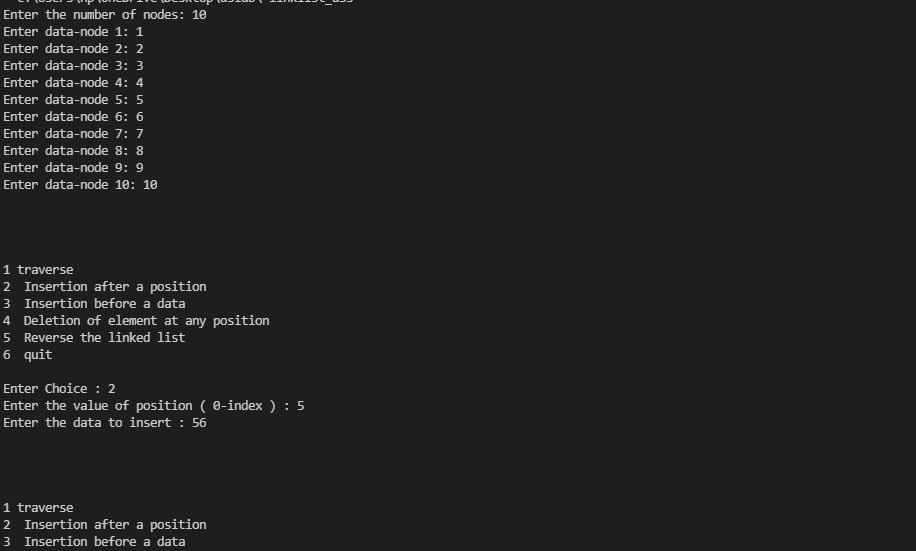 Enter the number of nodes: 10
Enter data-node 1: 1
Enter data-node 2: 2
Enter data-node 3: 3
Enter data-node 4: 4
Enter data-node 5: 5
Enter data-node 6: 6
Enter data-node 7: 7
Enter data-node 8: 8
Enter data-node 9: 9
Enter data-node 10: 10
1 traverse
2  Insertion after a position
3  Insertion before a data
4  Deletion of element at any position
5  Reverse the linked list
6  quit
Enter Choice : 2
Enter the value of position ( 0-index ) : 5
Enter the data to insert : 56
1 traverse
2  Insertion after a position
3  Insertion before a data